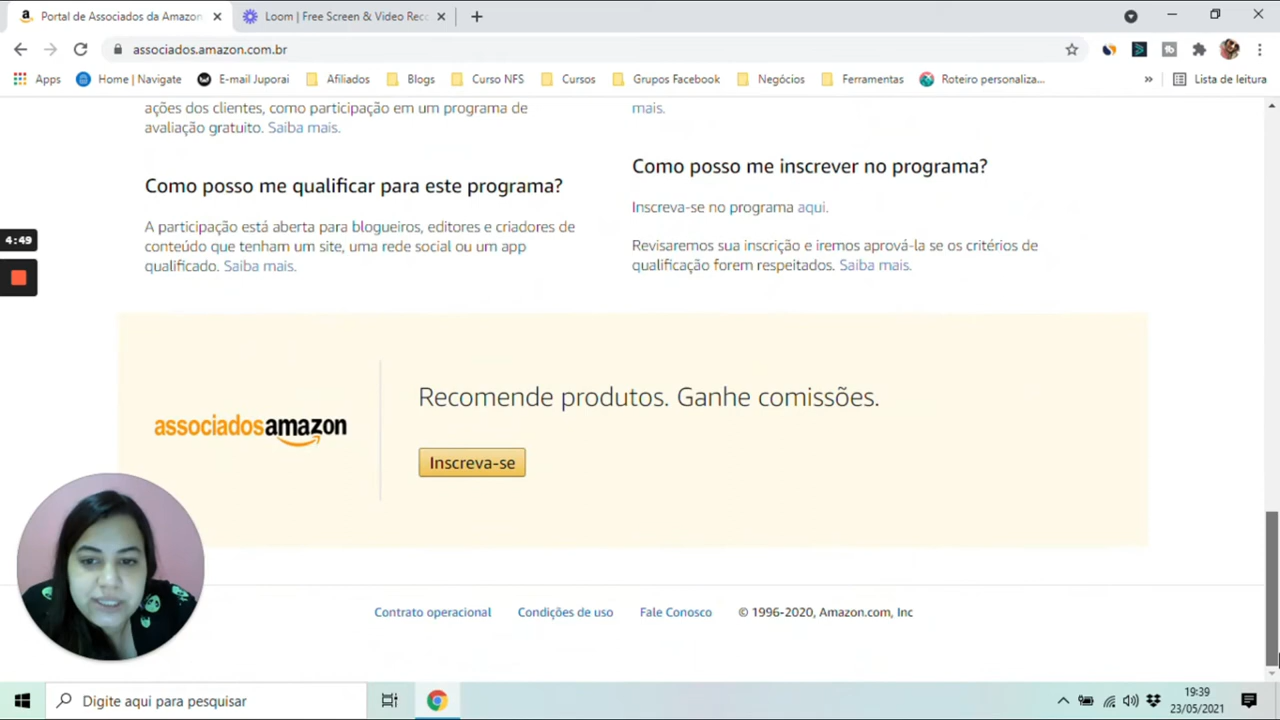 Portal de Associados da Amazon
Loom | Free Screen & Video Rec
associados.amazon.com.br
Apps
Home | Navigate
E-mail Juporai
Afiliados
Blogs
Curso NFS
Cursos
Grupos Facebook
Negócios
Ferramentas
Roteiro personaliza...
Lista de leitura
ações dos clientes, como participação em um programa de
avaliação gratuito. Saiba mais.
mais.
Como posso me qualificar para este programa?
A participação está aberta para blogueiros, editores e criadores de
conteúdo que tenham um site, uma rede social ou um app
qualificado. Saiba mais.
Como posso me inscrever no programa?
Inscreva-se no programa aqui.
Revisaremos sua inscrição e iremos aprová-la se os critérios de
qualificação forem respeitados. Saiba mais.
4:49
associadosamazon
Recomende produtos. Ganhe comissões.
Inscreva-se
Contrato operacional
Condições de uso
Fale Conosco
© 1996-2020, Amazon.com, Inc
Digite aqui para pesquisar
19:39
23/05/2021